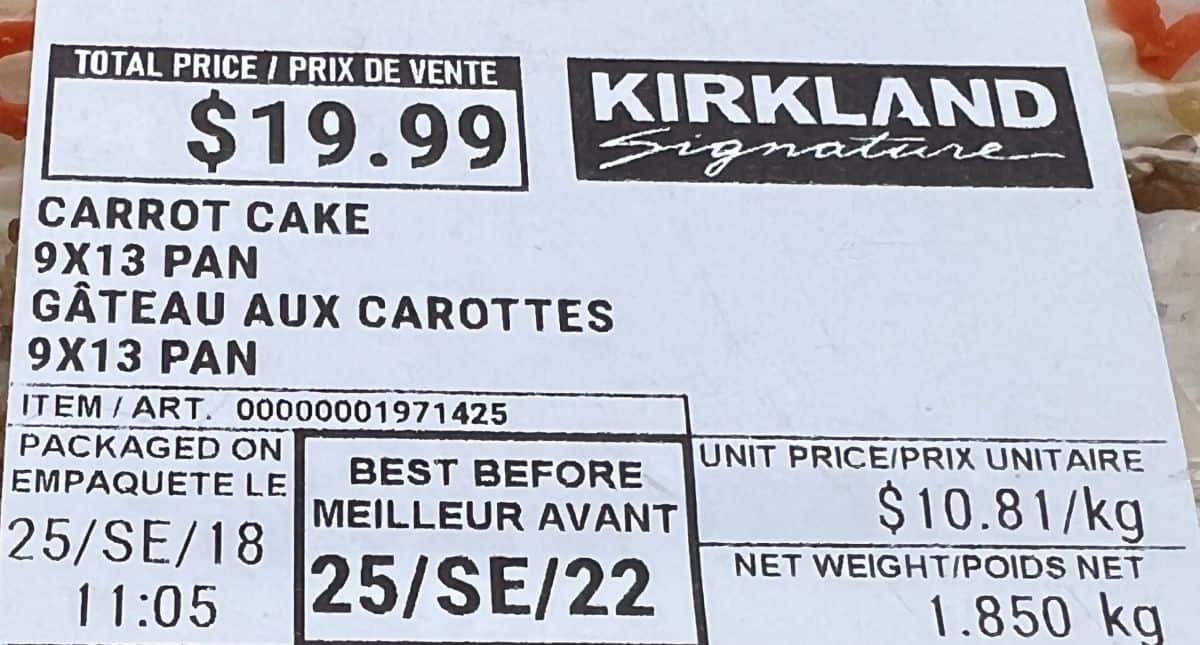 TOTAL PRICE / PRIX DE VENTE
$19.99
KIRKLAND
Signature
CARROT CAKE
9X13 PAN
GÂTEAU AUX CAROTTES
9X13 PAN
ITEM / ART. 00000001971425
PACKAGED ON
EMPAQUETE LE
25/SE/18
11:05
BEST BEFORE
MEILLEUR AVANT
25/SE/22
UNIT PRICE/PRIX UNITAIRE
$10.81/kg
NET WEIGHT/POIDS NET
1.850 kg